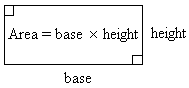 Area = base × height
height
base